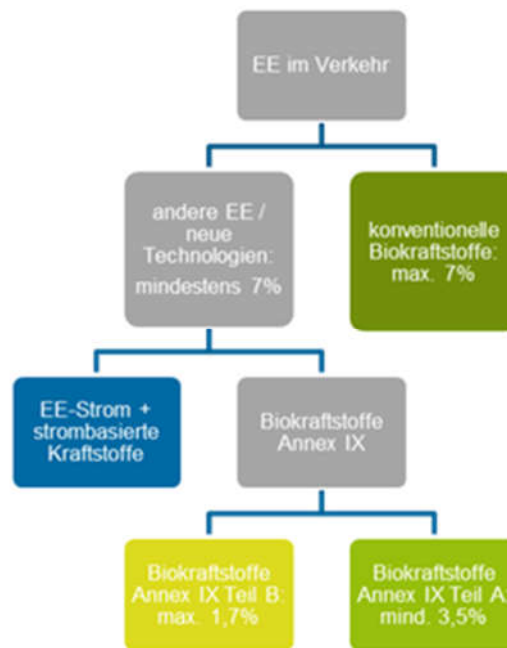 EE im Verkehr
andere EE /
neue
Technologien:
mindestens 7%
konventionelle
Biokraftstoffe:
max. 7%
EE-Strom +
strombasierte
Kraftstoffe
Biokraftstoffe
Annex IX
Biokraftstoffe
Annex IX Teil B:
max. 1,7%
Biokraftstoffe
Annex IX Teil A:
mind. 3,5%